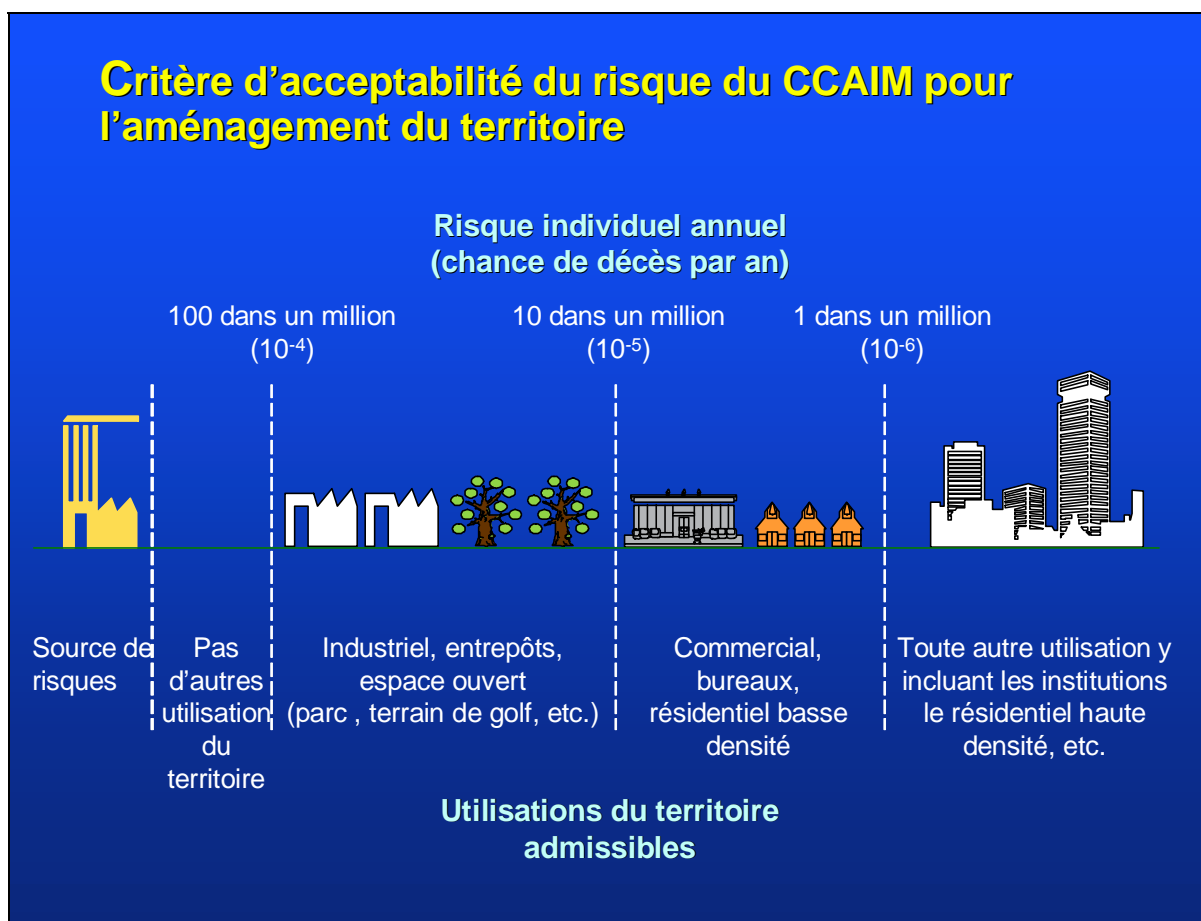 Critère d'acceptabilité du risque du CCAIM pour
l'aménagement du territoire
Risque individuel annuel
(chance de décès par an)
100 dans un million
(10-4)
10 dans un million
(10-5)
1 dans un million
(10-6)
Source de
risques
Pas
d'autres
utilisation
du
territoire
Industriel, entrepôts,
espace ouvert
(parc , terrain de golf, etc.)
Commercial,
bureaux,
résidentiel basse
densité
Toute autre utilisation y
incluant les institutions
le résidentiel haute
densité, etc.
Utilisations du territoire
admissibles